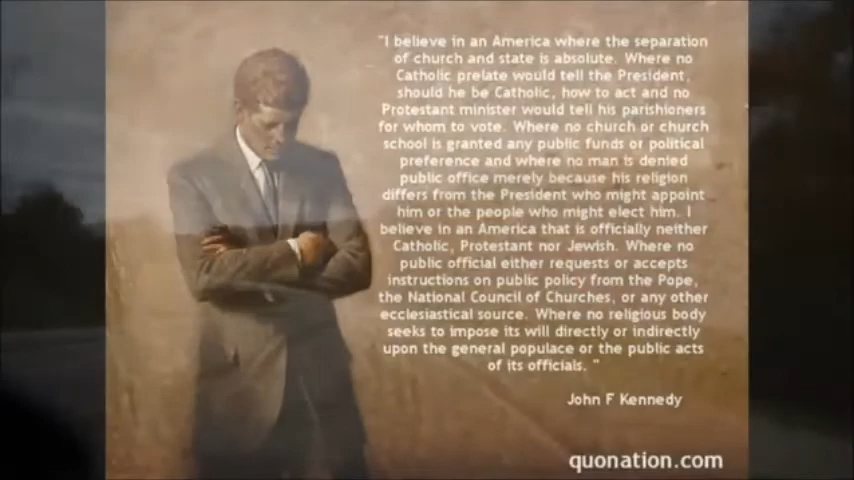 "I believe in an America where the separation
of church and state is absolute. Where no
Catholic prelate would tell the President,
should he be Catholic, how to act and no
Protestant minister would tell his parishioners
for whom to vote. Where no church or church
school is granted any public funds or political
preference and where no man is denied
public office merely because his religion
differs from the President who might appoint
him or the people who might elect him. I
believe in an America that is officially neither
Catholic, Protestant nor Jewish. Where no
public official either requests or accepts
instructions on public policy from the Pope,
the National Council of Churches, or any other
ecclesiastical source. Where no religious body
seeks to impose its will directly or indirectly
upon the general populace or the public acts
of its officials. "
John F Kennedy
quonation.com